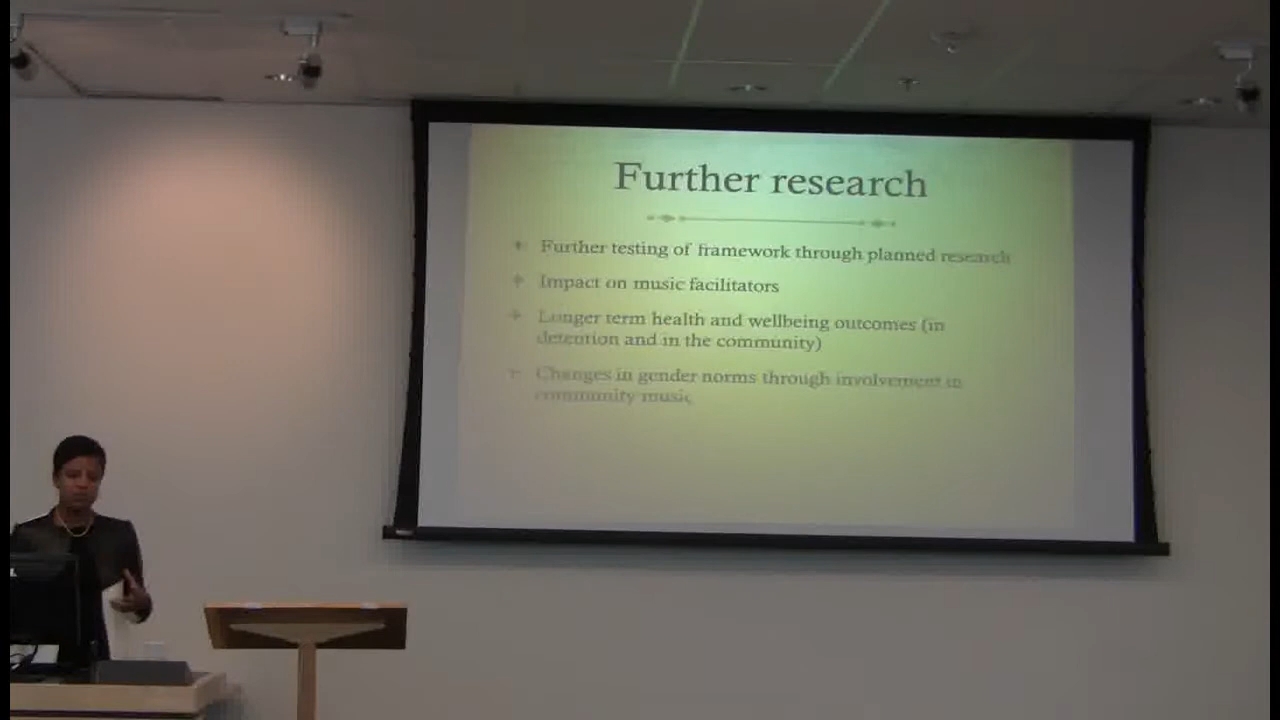 Further research
Further testing of framework through planned research
Impact on music facilitators
Longer term health and wellbeing outcomes (in
detention and in the community)
Changes in gender norms through involvement in
community music